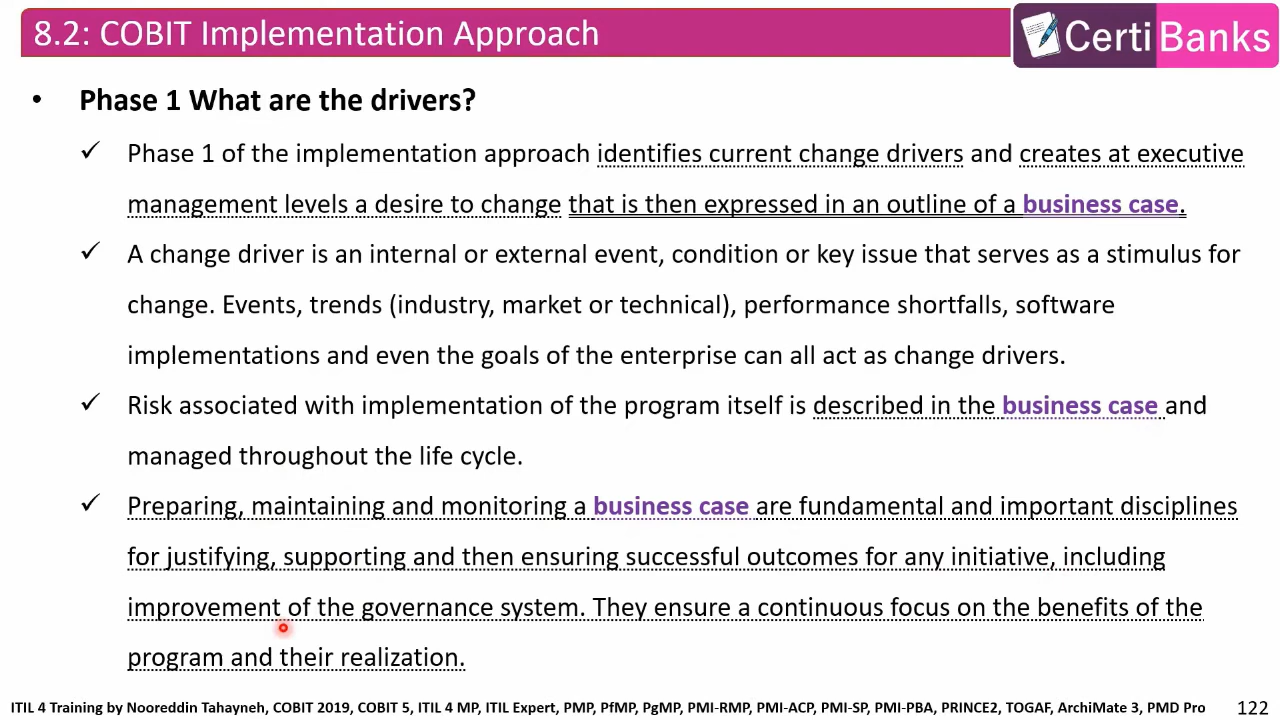 8.2: COBIT Implementation Approach
CertiBanks
• Phase 1 What are the drivers?
✓ Phase 1 of the implementation approach identifies current change drivers and creates at executive
management levels a desire to change that is then expressed in an outline of a business case.
✓ A change driver is an internal or external event, condition or key issue that serves as a stimulus for
change. Events, trends (industry, market or technical), performance shortfalls, software
implementations and even the goals of the enterprise can all act as change drivers.
✓ Risk associated with implementation of the program itself is described in the business case and
managed throughout the life cycle.
✓ Preparing, maintaining and monitoring a business case are fundamental and important disciplines
for justifying, supporting and then ensuring successful outcomes for any initiative, including
improvement of the governance system. They ensure a continuous focus on the benefits of the
program and their realization.
ITIL 4 Training by Nooreddin Tahayneh, COBIT 2019, COBIT 5, ITIL 4 MP, ITIL Expert, PMP, PfMP, PgMP, PMI-RMP, PMI-ACP, PMI-SP, PMI-PBA, PRINCE2, TOGAF, ArchiMate 3, PMD Pro 122